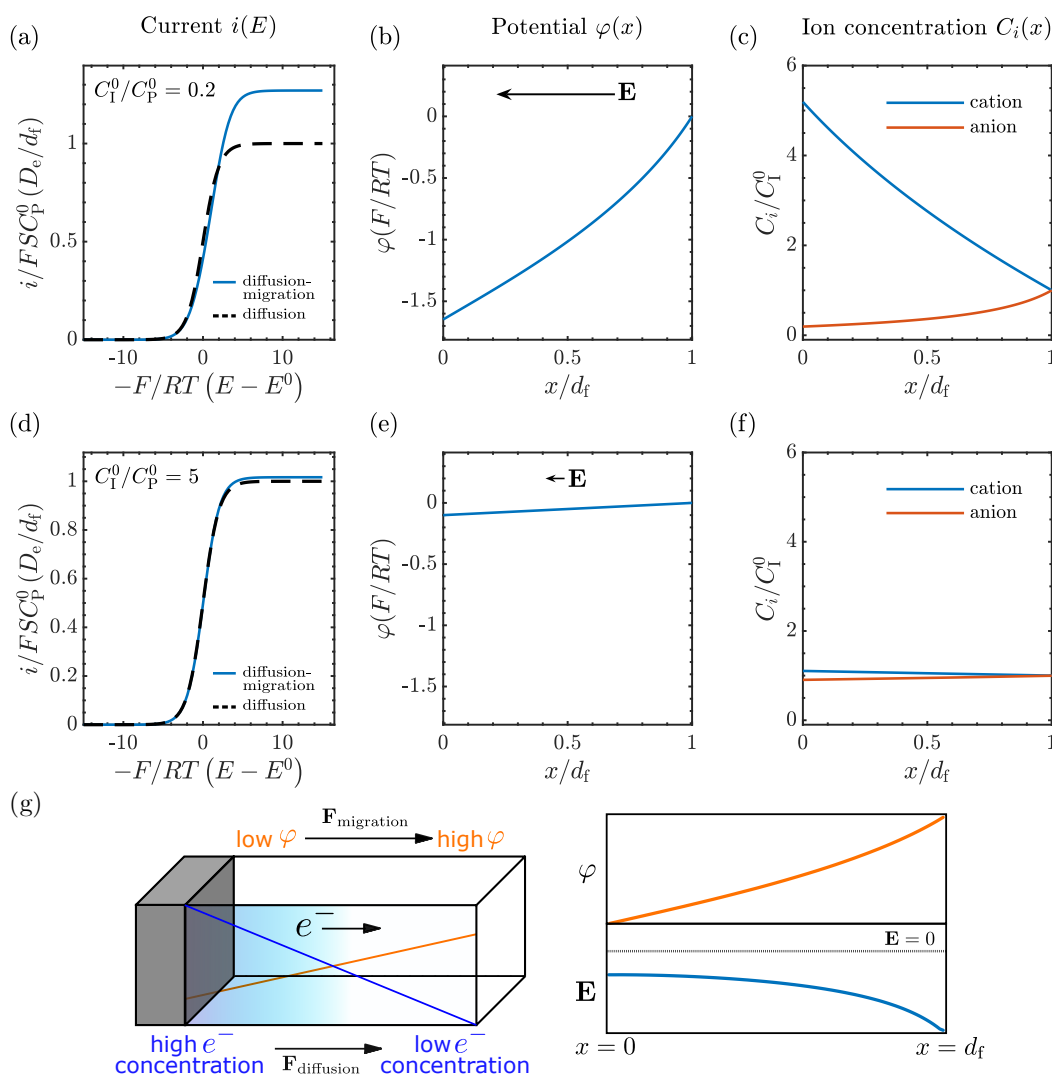 Current i(E)
Potential φ(x)
Ion concentration C_i(x)
(a)
C_I^0/C_P^0 = 0.2
i/FSC_P^0 (D_e/d_f)
1
0.5
0
diffusion-
migration
diffusion
-10 0 10
−F/RT (E − E^0)
(b)
E
φ(F/RT)
0
-0.5
-1
-1.5
0 0.5 1
x/d_f
(c)
cation
anion
C_i/C_I^0
6
4
2
0
0 0.5 1
x/d_f
(d)
C_I^0/C_P^0 = 5
i/FSC_P^0 (D_e/d_f)
1
0.8
0.6
0.4
0.2
0
diffusion-
migration
diffusion
-10 0 10
−F/RT (E − E^0)
(e)
E
φ(F/RT)
0
-0.5
-1
-1.5
0 0.5 1
x/d_f
(f)
cation
anion
C_i/C_I^0
6
4
2
0
0 0.5 1
x/d_f
(g)
F_migration
low φ high φ
e^−
high e^− low e^−
concentration concentration
F_diffusion
φ
E = 0
E
x = 0 x = d_f